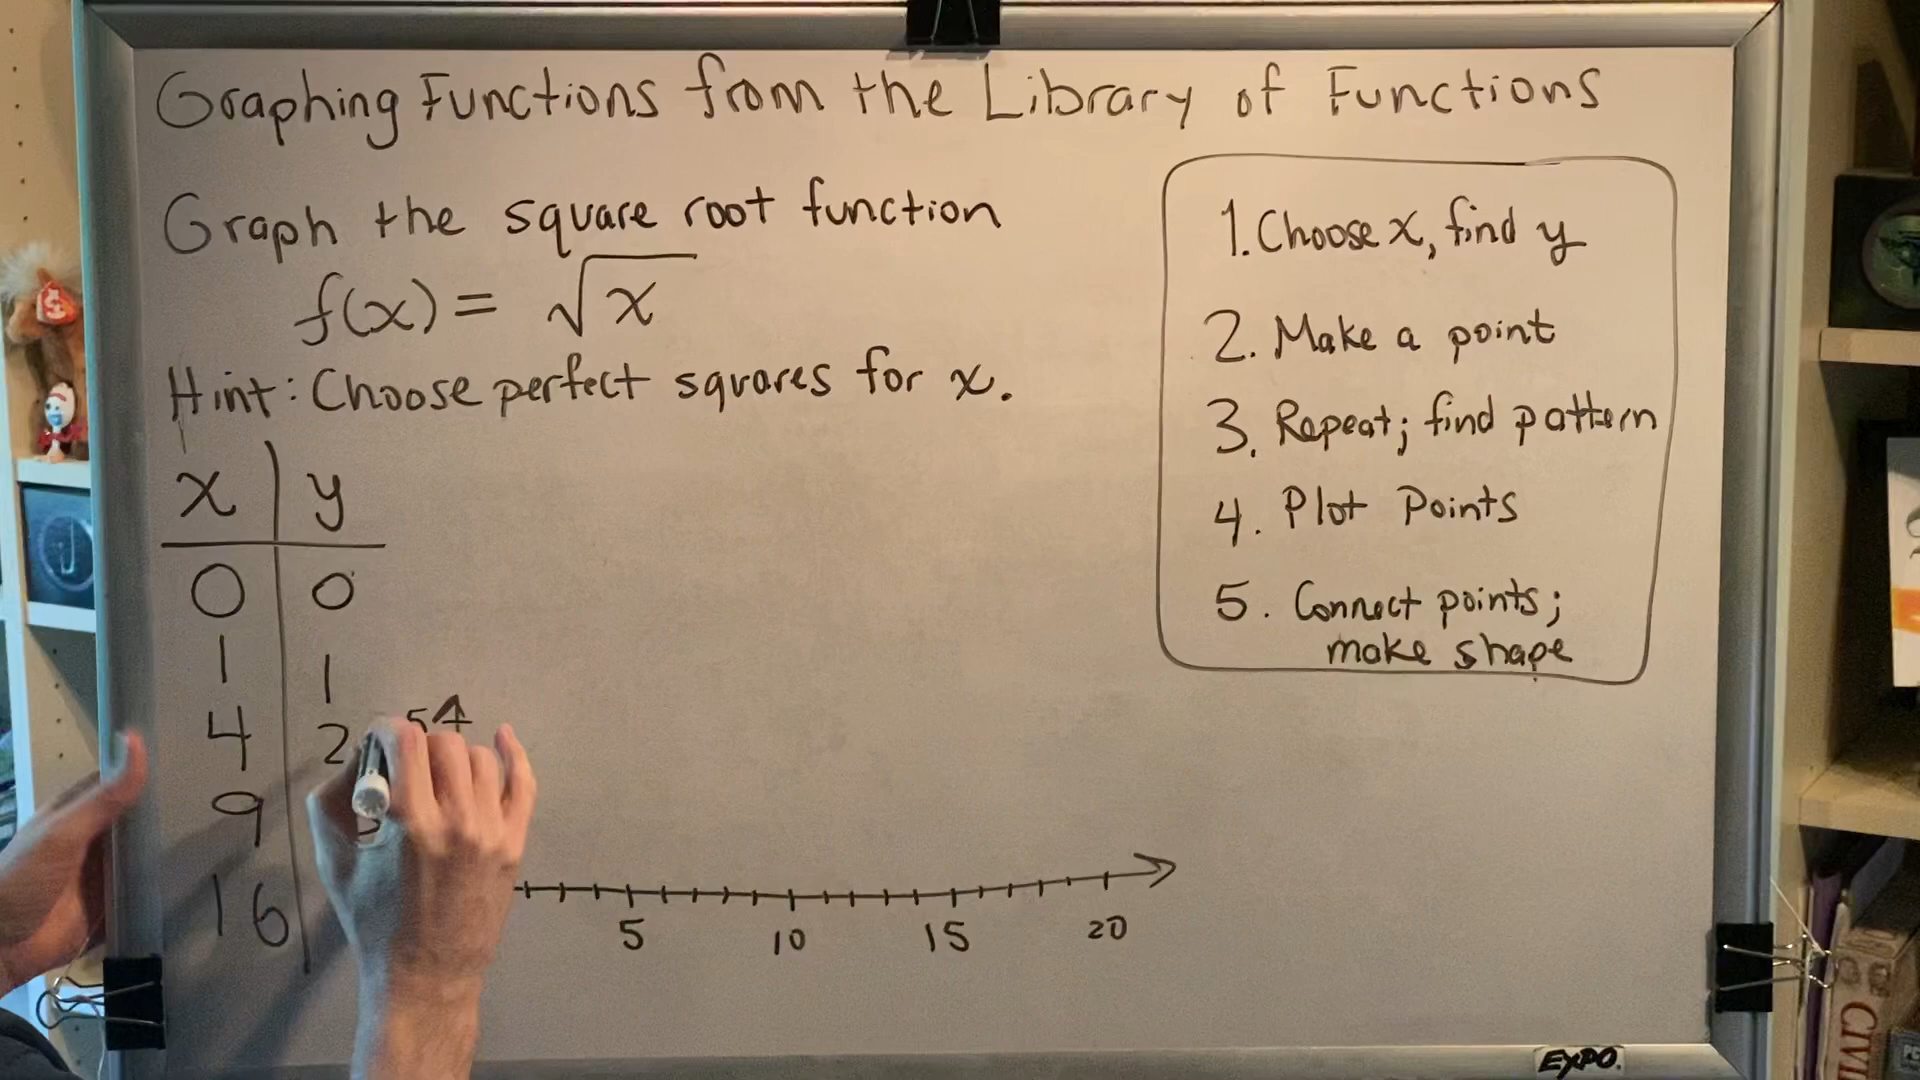 Graphing Functions from the Library of Functions
Graph the square root function
f(x) = √x
Hint: Choose perfect squares for x.
x y
0 0
1 1
4 2
9
16
5
5 10 15 20
1. Choose x, find y
2. Make a point
3. Repeat; find pattern
4. Plot Points
5. Connect points;
make shape
EXPO